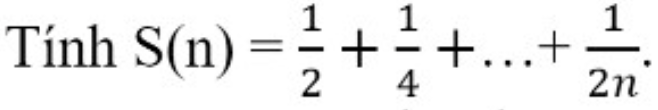 Tính S(n) = 1/2 + 1/4 + ... + 1/2n.